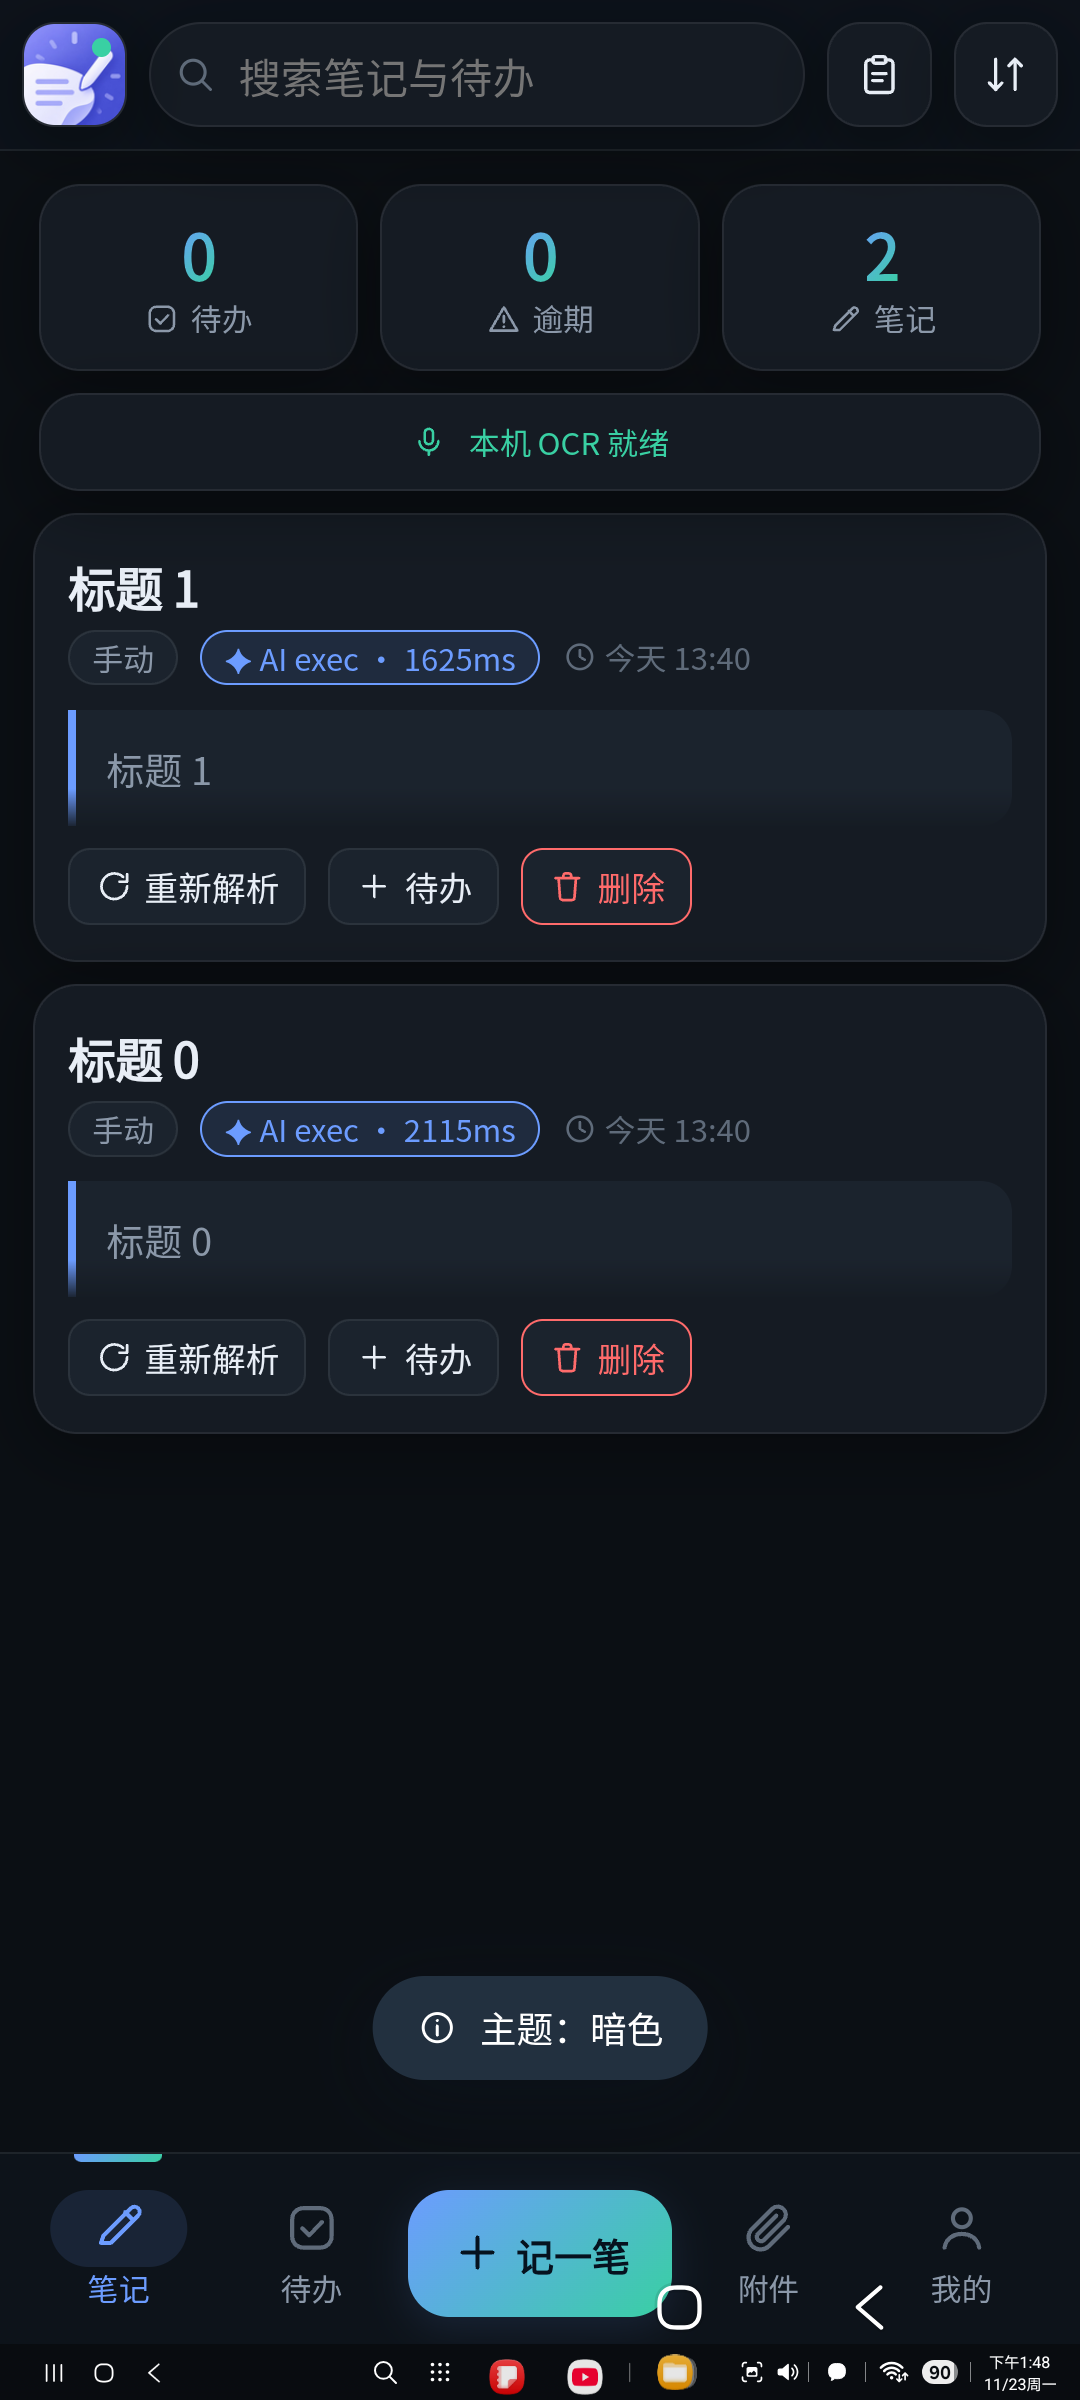 搜索笔记与待办
0
待办
0
逾期
2
笔记
本机 OCR 就绪
标题 1
手动
AI exec · 1625ms
今天 13:40
标题 1
重新解析
待办
删除
标题 0
手动
AI exec · 2115ms
今天 13:40
标题 0
重新解析
待办
删除
主题：暗色
笔记
待办
记一笔
附件
我的
90
下午1:48
11/23周一